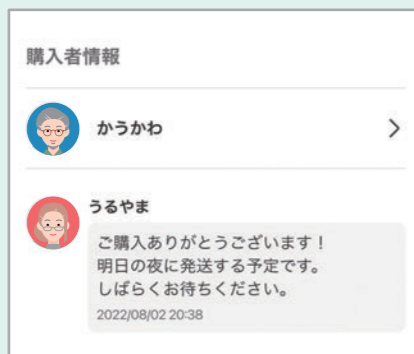 購入者情報
かうかわ
うるやま
ご購入ありがとうございます！
明日の夜に発送する予定です。
しばらくお待ちください。
2022/08/02 20:38